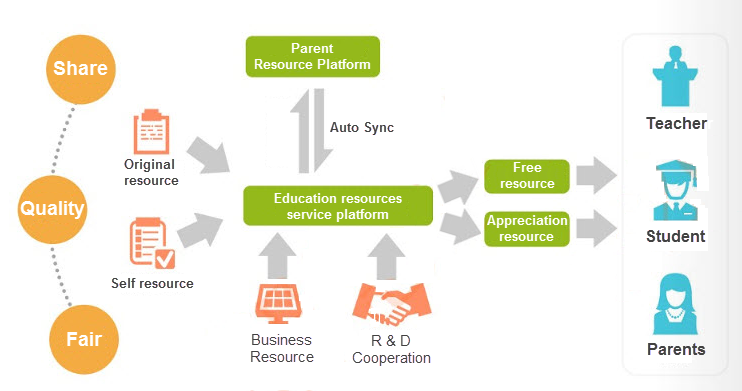 Share
Quality
Fair
Parent
Resource Platform
Auto Sync
Original
resource
Self resource
Education resources
service platform
Business
Resource
R & D
Cooperation
Free
resource
Appreciation
resource
Teacher
Student
Parents